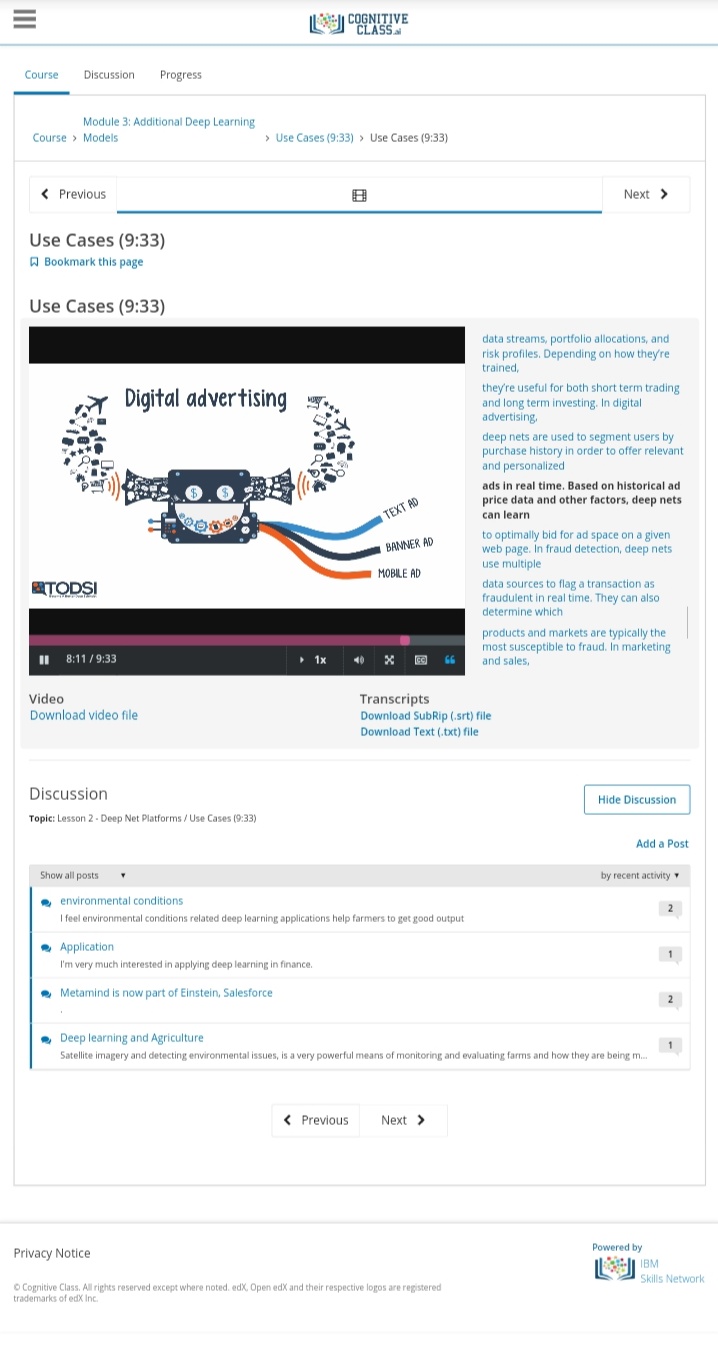 COGNITIVE
CLASS.ai
Course Discussion Progress
Module 3: Additional Deep Learning
Course > Models > Use Cases (9:33) > Use Cases (9:33)
Previous Next
Use Cases (9:33)
Bookmark this page
Use Cases (9:33)
Digital advertising
$ $
TEXT AD
BANNER AD
MOBILE AD
TODSI
8:11 / 9:33 1x CC
data streams, portfolio allocations, and
risk profiles. Depending on how they're
trained,
they're useful for both short term trading
and long term investing. In digital
advertising,
deep nets are used to segment users by
purchase history in order to offer relevant
and personalized
ads in real time. Based on historical ad
price data and other factors, deep nets
can learn
to optimally bid for ad space on a given
web page. In fraud detection, deep nets
use multiple
data sources to flag a transaction as
fraudulent in real time. They can also
determine which
products and markets are typically the
most susceptible to fraud. In marketing
and sales,
Video
Download video file
Transcripts
Download SubRip (.srt) file
Download Text (.txt) file
Discussion
Hide Discussion
Topic: Lesson 2 - Deep Net Platforms / Use Cases (9:33)
Add a Post
Show all posts by recent activity
environmental conditions
I feel environmental conditions related deep learning applications help farmers to get good output
2
Application
I'm very much interested in applying deep learning in finance.
1
Metamind is now part of Einstein, Salesforce
.
2
Deep learning and Agriculture
Satellite imagery and detecting environmental issues, is a very powerful means of monitoring and evaluating farms and how they are being m...
1
Previous Next
Privacy Notice
Powered by
IBM
Skills Network
© Cognitive Class. All rights reserved except where noted. edX, Open edX and their respective logos are registered
trademarks of edX Inc.